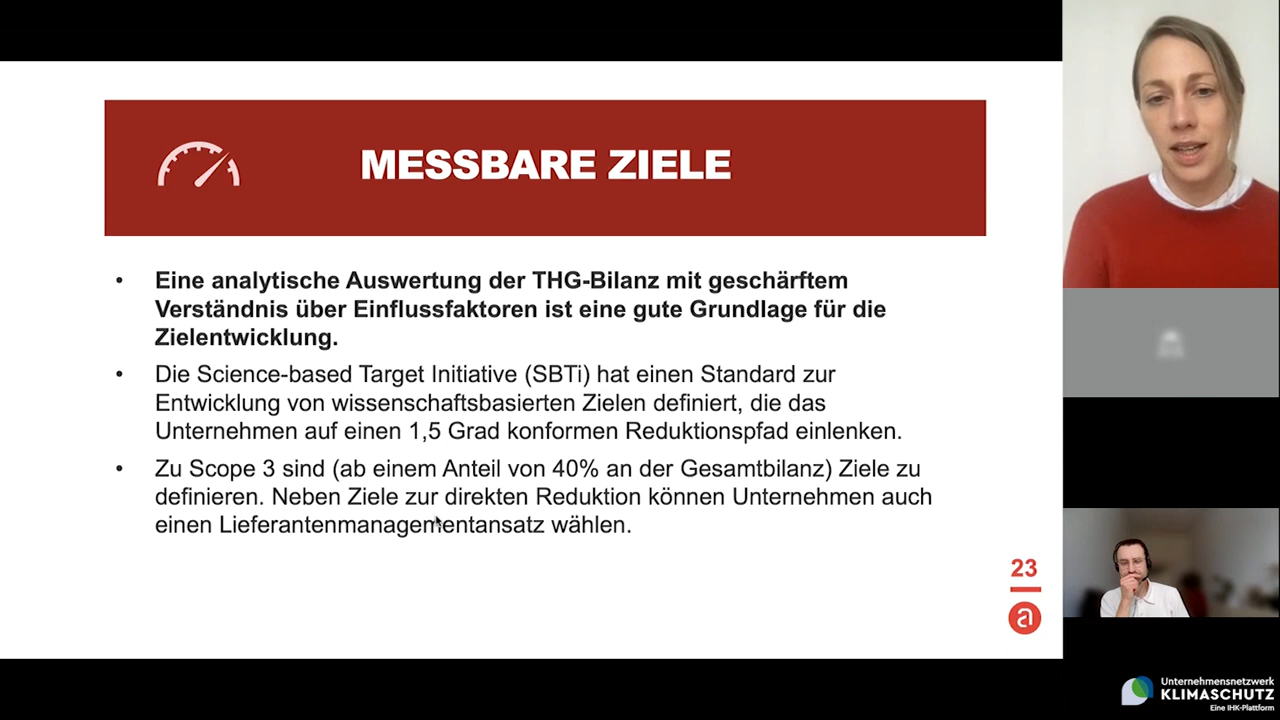 MESSBARE ZIELE
• Eine analytische Auswertung der THG-Bilanz mit geschärftem
Verständnis über Einflussfaktoren ist eine gute Grundlage für die
Zielentwicklung.
• Die Science-based Target Initiative (SBTi) hat einen Standard zur
Entwicklung von wissenschaftsbasierten Zielen definiert, die das
Unternehmen auf einen 1,5 Grad konformen Reduktionspfad einlenken.
• Zu Scope 3 sind (ab einem Anteil von 40% an der Gesamtbilanz) Ziele zu
definieren. Neben Ziele zur direkten Reduktion können Unternehmen auch
einen Lieferantenmanagementansatz wählen.
23
a
Unternehmensnetzwerk
KLIMASCHUTZ
Eine IHK-Plattform